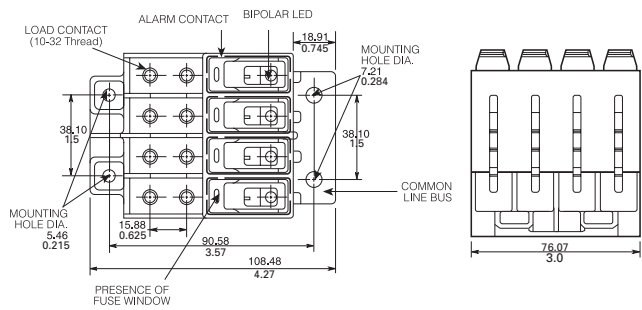 ALARM CONTACT
BIPOLAR LED
LOAD CONTACT
(10-32 Thread)
18.91
0.745
MOUNTING
HOLE DIA.
7.21
0.284
38.10
1.5
38.10
1.5
COMMON
LINE BUS
MOUNTING
HOLE DIA.
5.46
0.215
15.88
0.625
90.58
3.57
108.48
4.27
PRESENCE OF
FUSE WINDOW
76.07
3.0